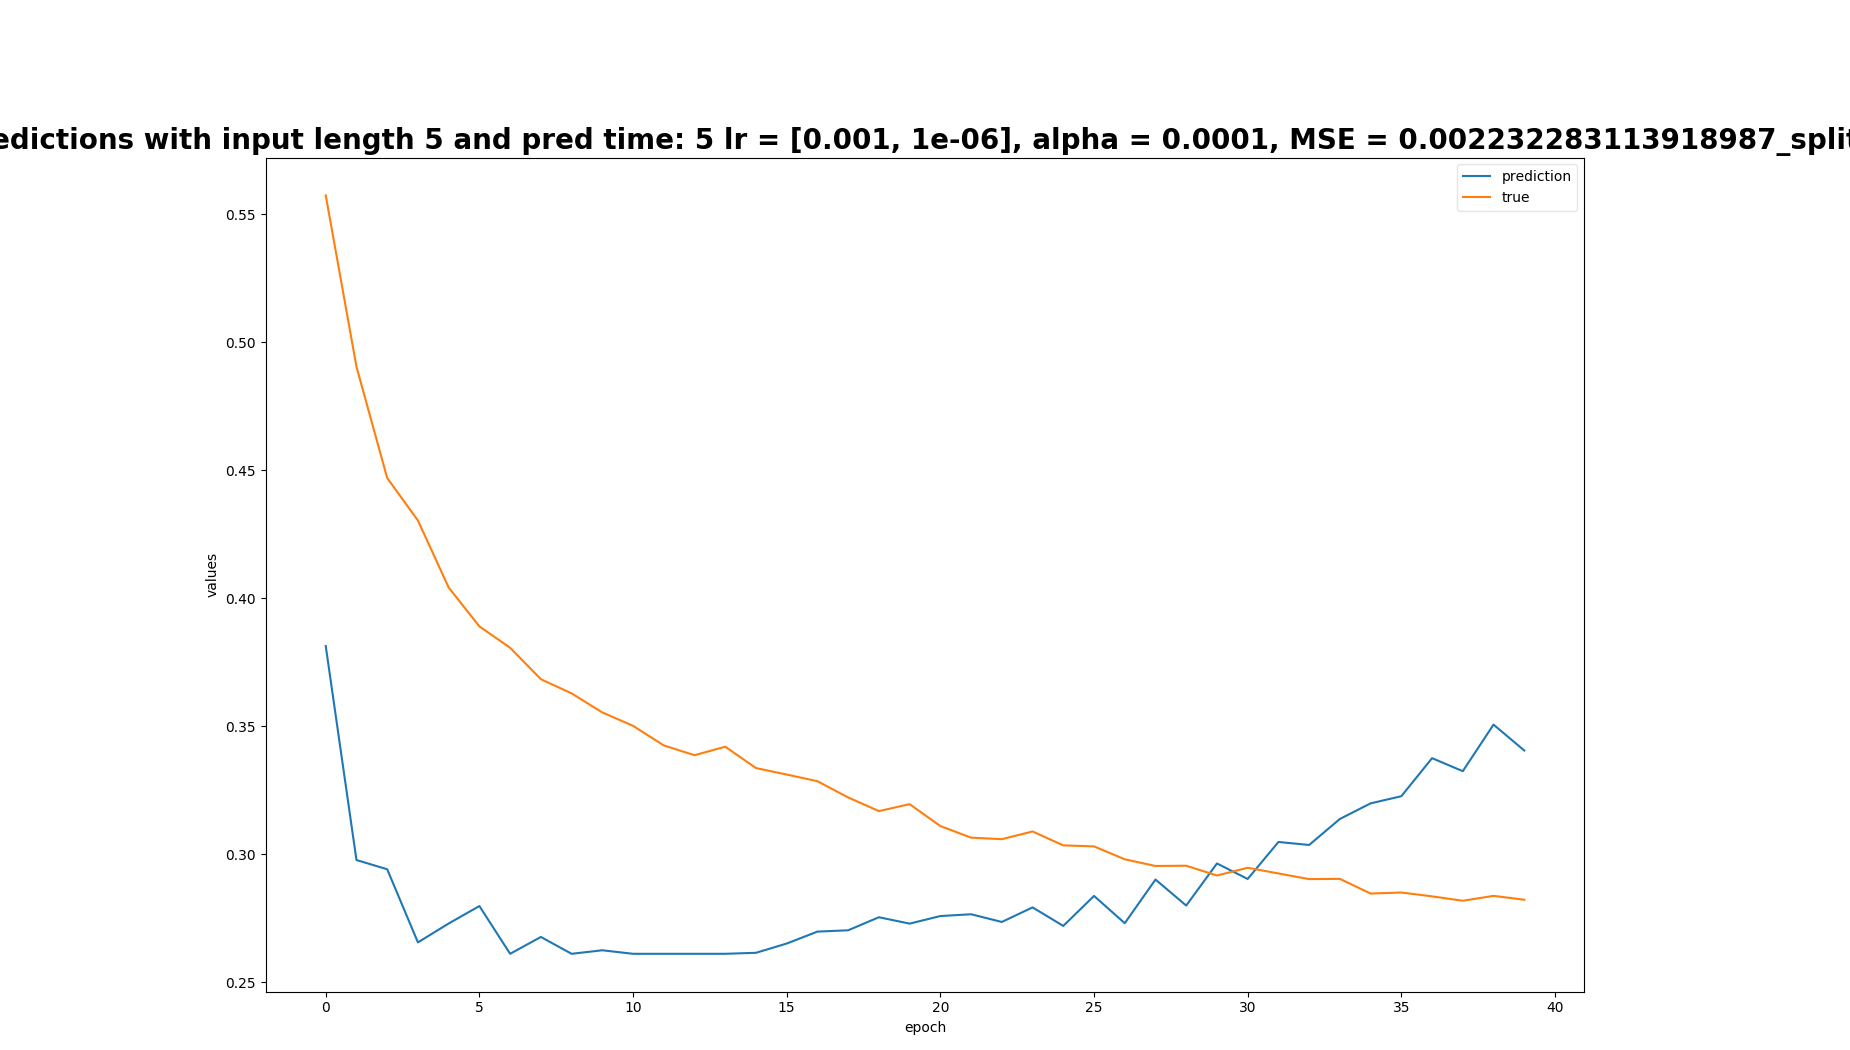 edictions with input length 5 and pred time: 5 lr = [0.001, 1e-06], alpha = 0.0001, MSE = 0.002232283113918987_split
prediction
true
0.55
0.50
0.45
0.40
0.35
0.30
0.25
values
0 5 10 15 20 25 30 35 40
epoch